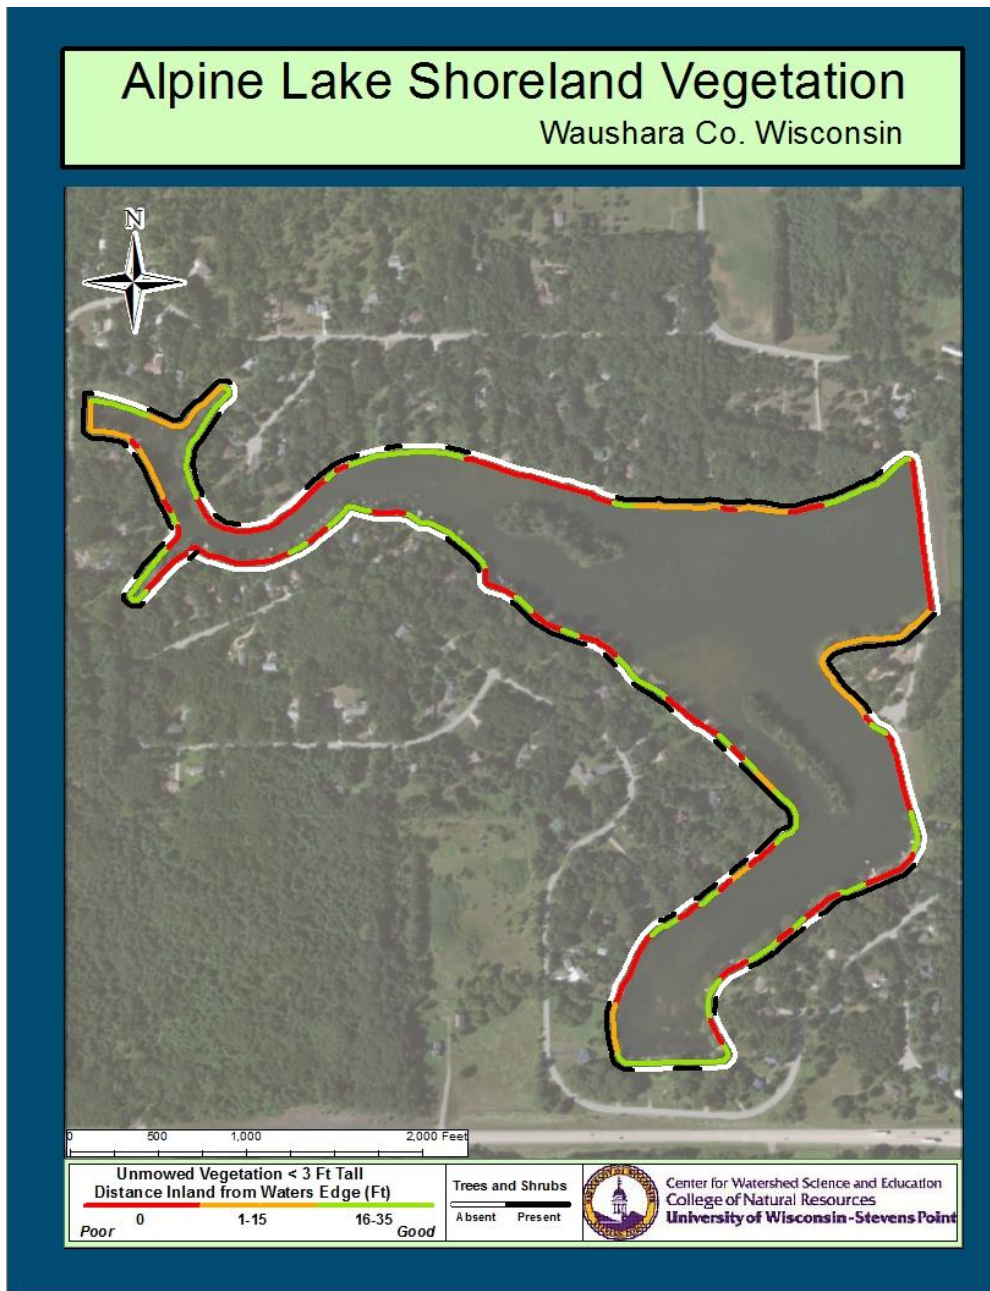 Alpine Lake Shoreland Vegetation
Waushara Co. Wisconsin
N
0 500 1,000 2,000 Feet
Unmowed Vegetation < 3 Ft Tall
Distance Inland from Waters Edge (Ft)
0 1-15 16-35
Poor Good
Trees and Shrubs
Absent Present
Center for Watershed Science and Education
College of Natural Resources
University of Wisconsin-Stevens Point